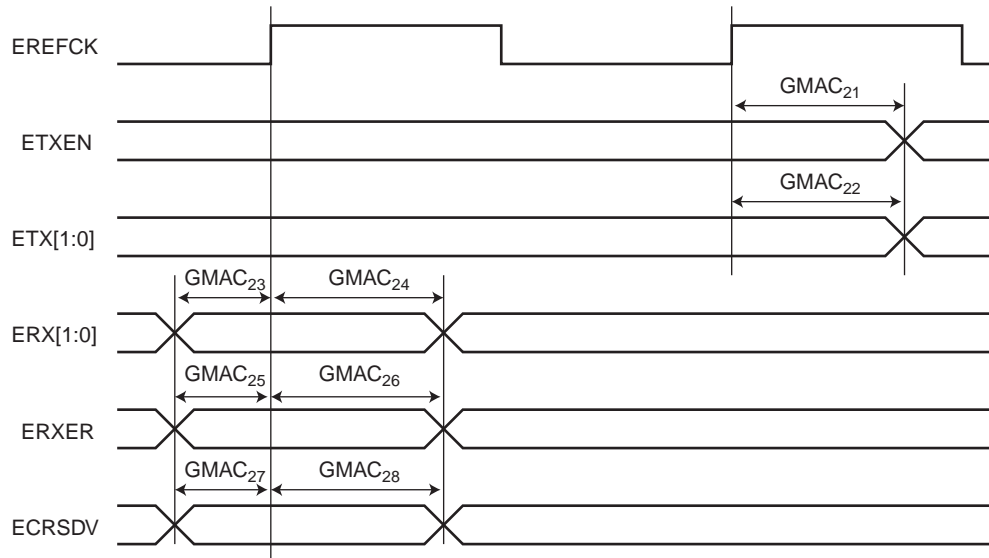 EREFCK
GMAC21
ETXEN
GMAC22
ETX[1:0]
GMAC23 GMAC24
ERX[1:0]
GMAC25 GMAC26
ERXER
GMAC27 GMAC28
ECRSDV